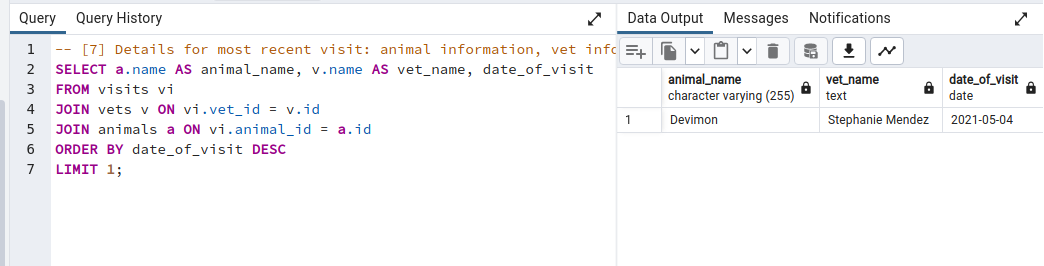 Query Query History
1 -- [7] Details for most recent visit: animal information, vet info
2 SELECT a.name AS animal_name, v.name AS vet_name, date_of_visit
3 FROM visits vi
4 JOIN vets v ON vi.vet_id = v.id
5 JOIN animals a ON vi.animal_id = a.id
6 ORDER BY date_of_visit DESC
7 LIMIT 1;
Data Output Messages Notifications
animal_name vet_name date_of_visit
character varying (255) text date
1 Devimon Stephanie Mendez 2021-05-04